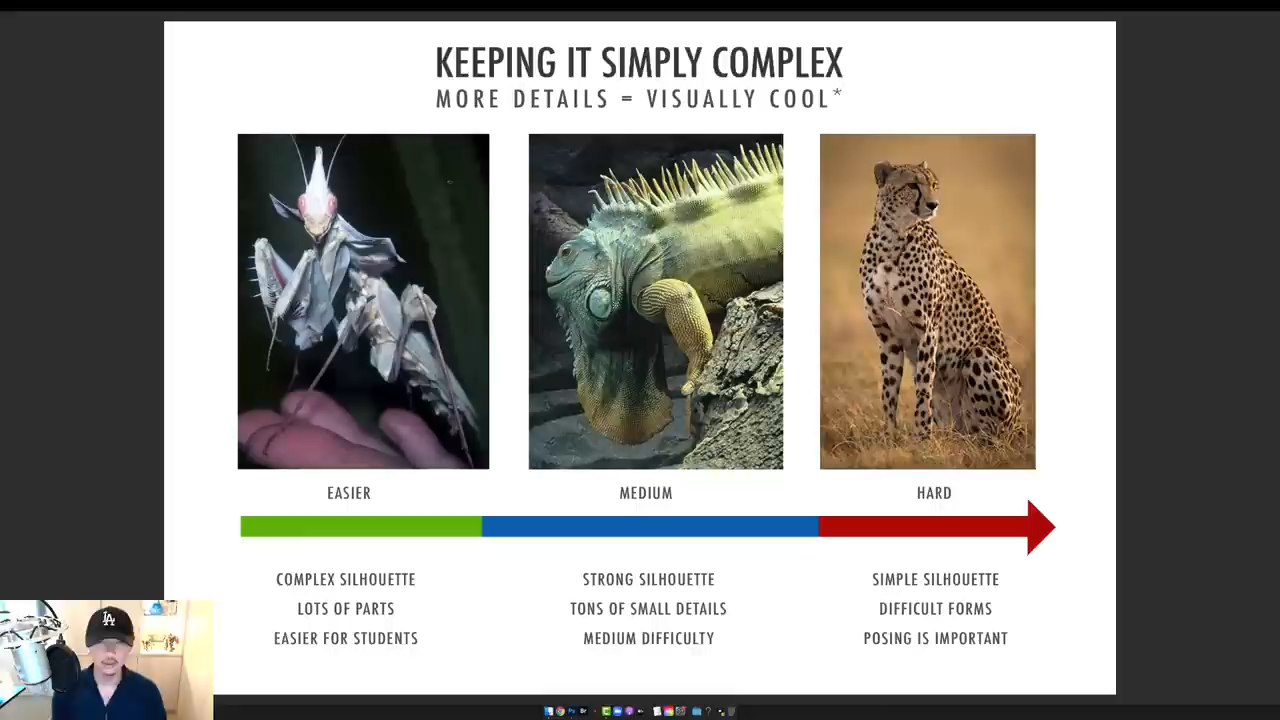 KEEPING IT SIMPLY COMPLEX
MORE DETAILS = VISUALLY COOL*
EASIER
MEDIUM
HARD
COMPLEX SILHOUETTE
LOTS OF PARTS
EASIER FOR STUDENTS
STRONG SILHOUETTE
TONS OF SMALL DETAILS
MEDIUM DIFFICULTY
SIMPLE SILHOUETTE
DIFFICULT FORMS
POSING IS IMPORTANT
LA